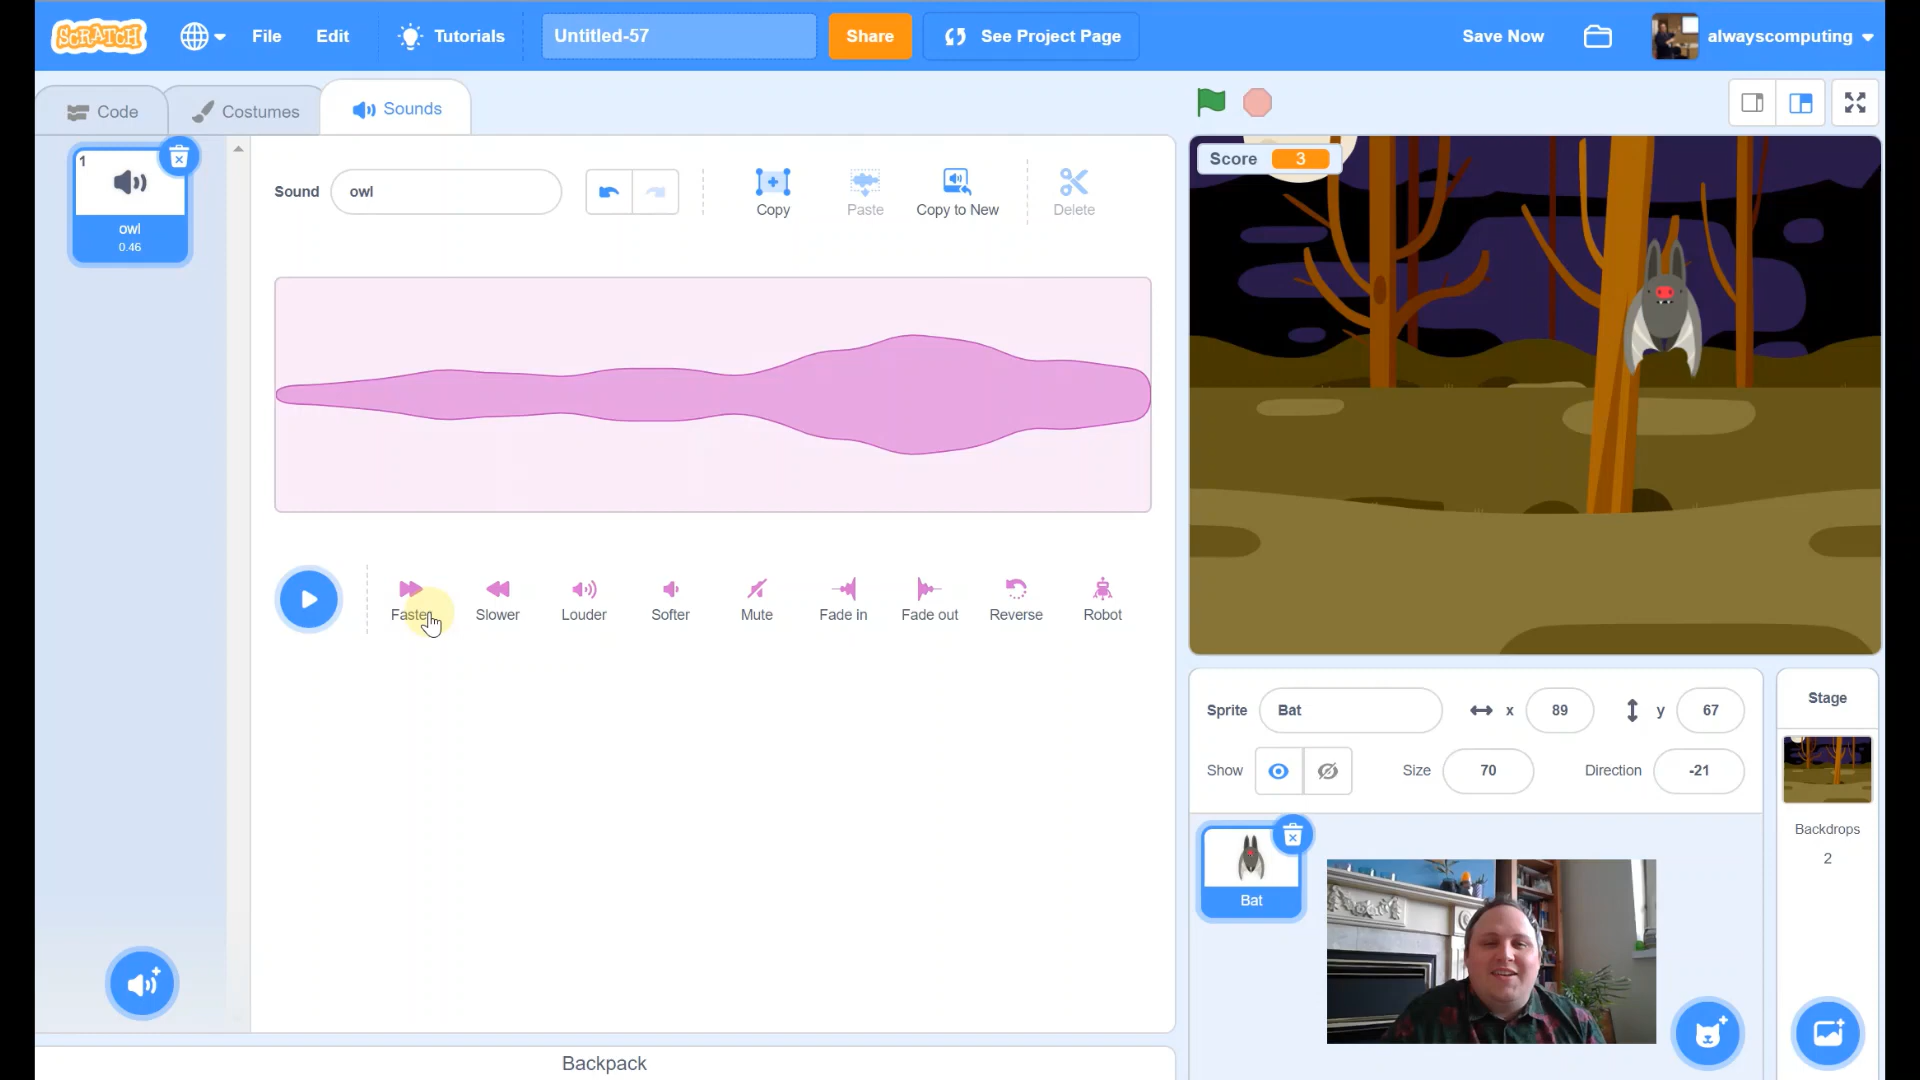 SCRATCH
File
Edit
Tutorials
Untitled-57
Share
See Project Page
Save Now
alwayscomputing
Code
Costumes
Sounds
1
owl
0.46
Sound
owl
Copy
Paste
Copy to New
Delete
Faster
Slower
Louder
Softer
Mute
Fade in
Fade out
Reverse
Robot
Score 3
Sprite
Bat
x
89
y
67
Show
Size
70
Direction
-21
Bat
Stage
Backdrops
2
Backpack